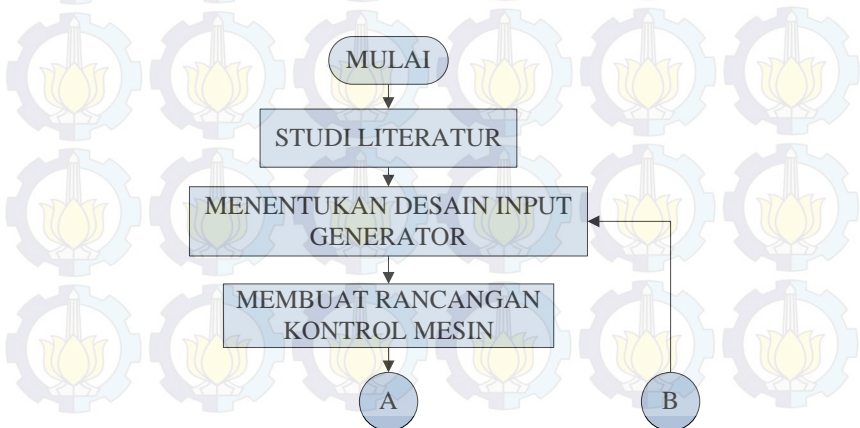 MULAI
STUDI LITERATUR
MENENTUKAN DESAIN INPUT
GENERATOR
MEMBUAT RANCANGAN
KONTROL MESIN
A
B